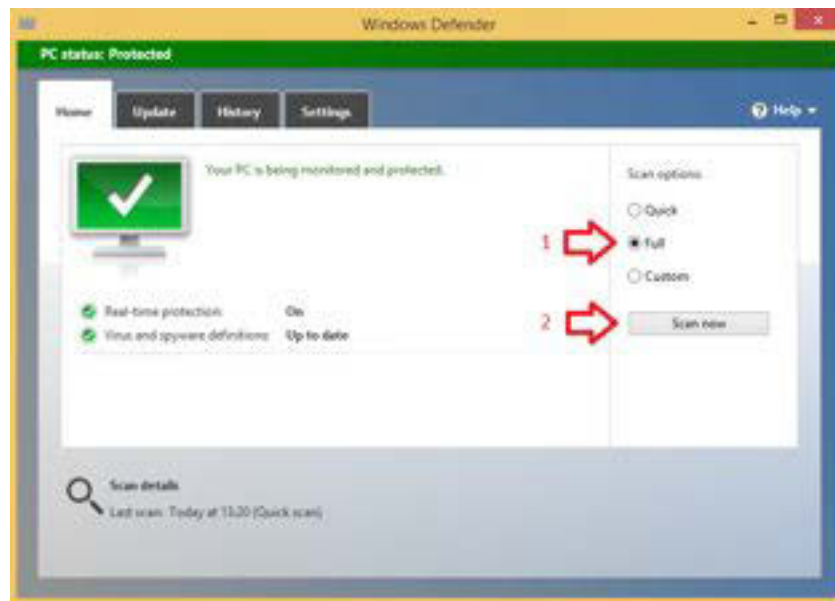 Windows Defender
PC status: Protected
Home
Update
History
Settings
Help
Your PC is being monitored and protected.
Scan options:
Quick
1
Full
Custom
Real-time protection: On
Virus and spyware definitions: Up to date
2
Scan now
Scan details
Last scan: Today at 13:20 (Quick scan)